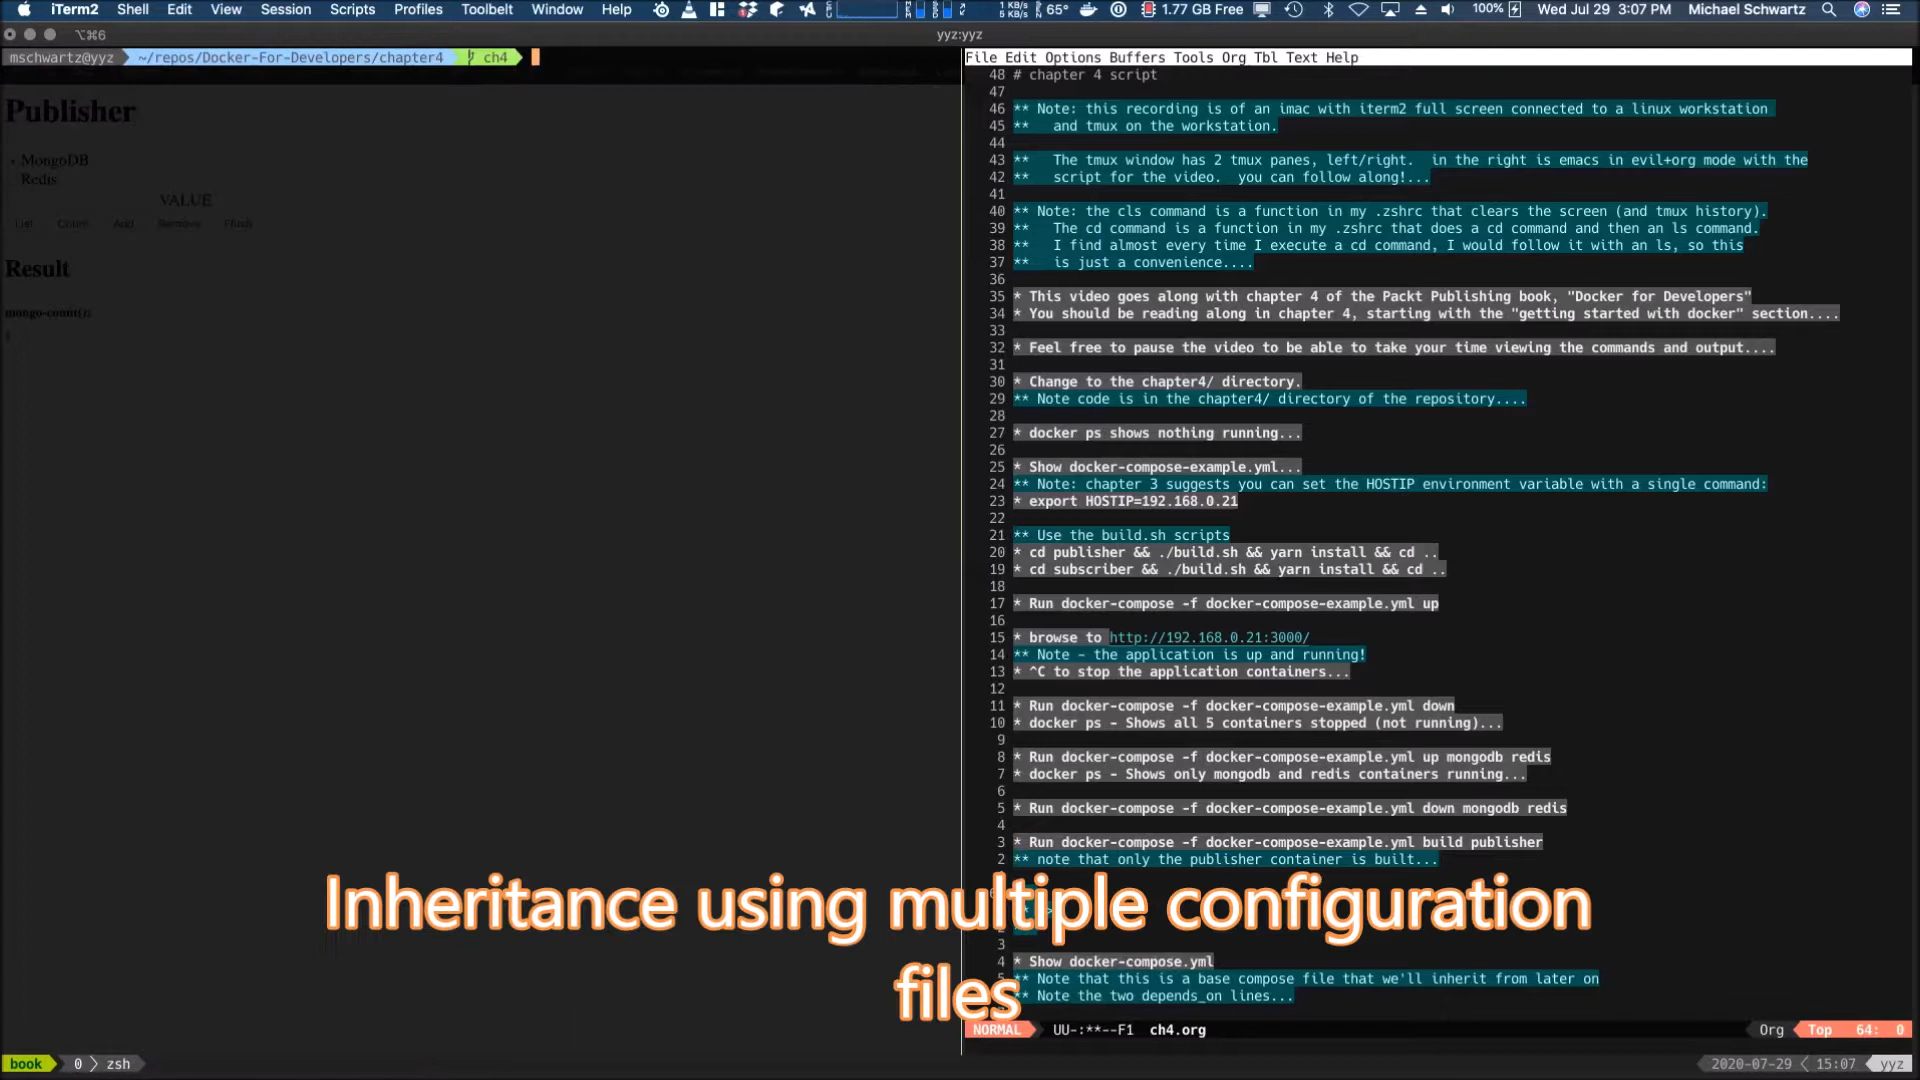 iTerm2 Shell Edit View Session Scripts Profiles Toolbelt Window Help 1 KB/s 5 KB/s 65° 1.77 GB Free 100% Wed Jul 29 3:07 PM Michael Schwartz
⌥⌘6 yyz:yyz
mschwartz@yyz ~/repos/Docker-For-Developers/chapter4 ch4
Publisher
MongoDB
Redis
VALUE
List Count Add Remove Flush
Result
mongo-count();
File Edit Options Buffers Tools Org Tbl Text Help
48 # chapter 4 script
47
46 ** Note: this recording is of an imac with iterm2 full screen connected to a linux workstation
45 ** and tmux on the workstation.
44
43 ** The tmux window has 2 tmux panes, left/right. in the right is emacs in evil+org mode with the
42 ** script for the video. you can follow along!...
41
40 ** Note: the cls command is a function in my .zshrc that clears the screen (and tmux history).
39 ** The cd command is a function in my .zshrc that does a cd command and then an ls command.
38 ** I find almost every time I execute a cd command, I would follow it with an ls, so this
37 ** is just a convenience....
36
35 * This video goes along with chapter 4 of the Packt Publishing book, "Docker for Developers"
34 * You should be reading along in chapter 4, starting with the "getting started with docker" section....
33
32 * Feel free to pause the video to be able to take your time viewing the commands and output....
31
30 * Change to the chapter4/ directory.
29 ** Note code is in the chapter4/ directory of the repository....
28
27 * docker ps shows nothing running...
26
25 * Show docker-compose-example.yml...
24 ** Note: chapter 3 suggests you can set the HOSTIP environment variable with a single command:
23 * export HOSTIP=192.168.0.21
22
21 ** Use the build.sh scripts
20 * cd publisher && ./build.sh && yarn install && cd ..
19 * cd subscriber && ./build.sh && yarn install && cd ..
18
17 * Run docker-compose -f docker-compose-example.yml up
16
15 * browse to http://192.168.0.21:3000/
14 ** Note - the application is up and running!
13 * ^C to stop the application containers...
12
11 * Run docker-compose -f docker-compose-example.yml down
10 * docker ps - Shows all 5 containers stopped (not running)...
9
8 * Run docker-compose -f docker-compose-example.yml up mongodb redis
7 * docker ps - Shows only mongodb and redis containers running...
6
5 * Run docker-compose -f docker-compose-example.yml down mongodb redis
4
3 * Run docker-compose -f docker-compose-example.yml build publisher
2 ** note that only the publisher container is built...
Inheritance using multiple configuration
files
3
4 * Show docker-compose.yml
5 ** Note that this is a base compose file that we'll inherit from later on
** Note the two depends_on lines...
NORMAL UU-:**--F1 ch4.org Org Top 64: 0
book 0 zsh 2020-07-29 15:07 yyz